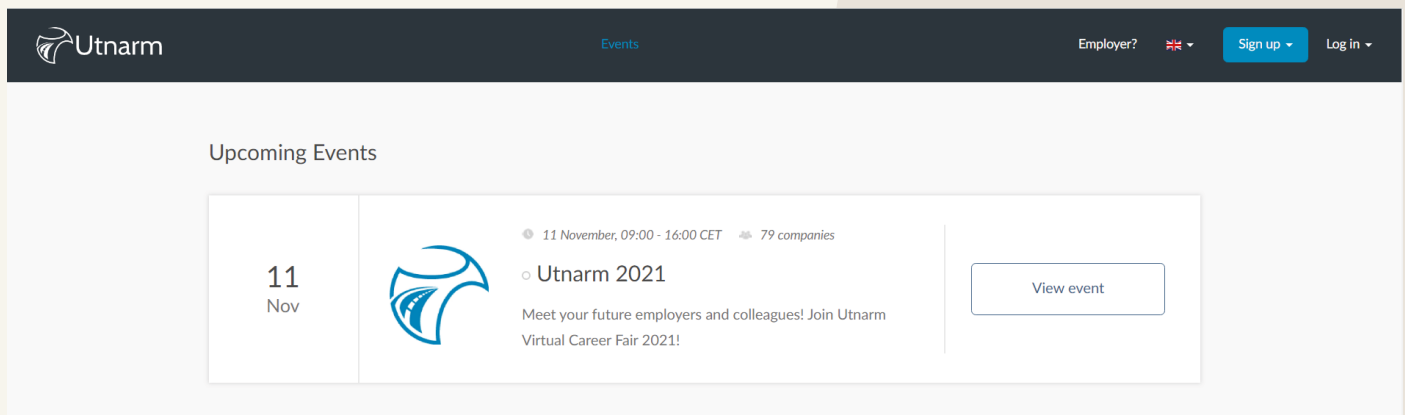 Utnarm
Events
Employer?
Sign up
Log in
Upcoming Events
11
Nov
11 November, 09:00 - 16:00 CET
79 companies
Utnarm 2021
Meet your future employers and colleagues! Join Utnarm
Virtual Career Fair 2021!
View event